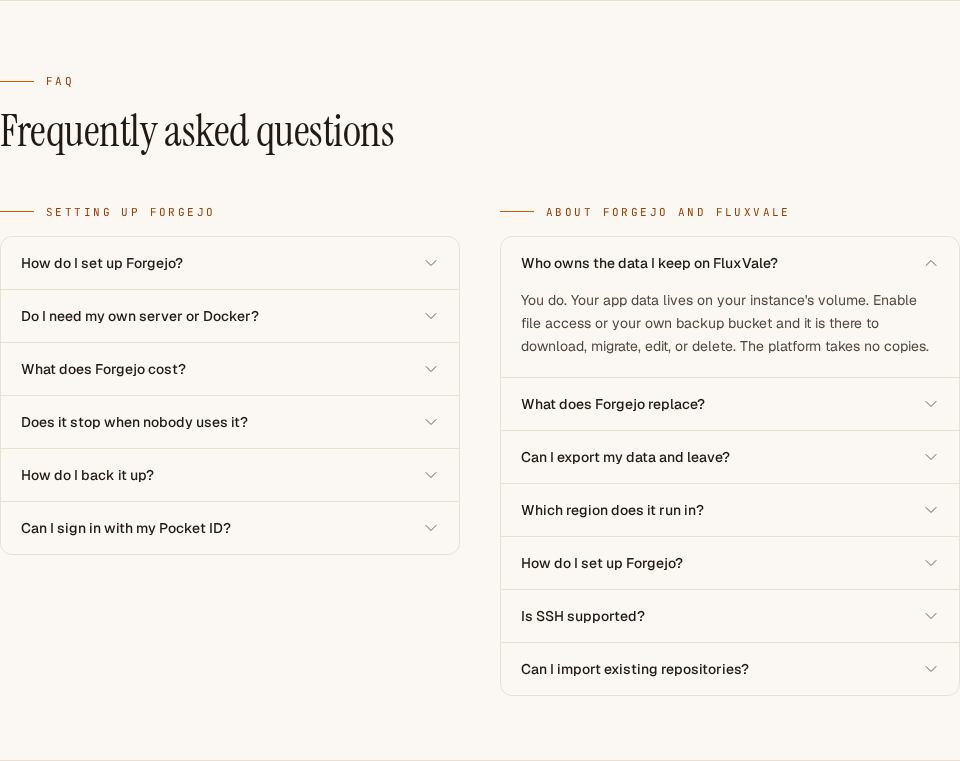 FAQ
Frequently asked questions
SETTING UP FORGEJO
How do I set up Forgejo?
Do I need my own server or Docker?
What does Forgejo cost?
Does it stop when nobody uses it?
How do I back it up?
Can I sign in with my Pocket ID?
ABOUT FORGEJO AND FLUXVALE
Who owns the data I keep on FluxVale?
You do. Your app data lives on your instance's volume. Enable
file access or your own backup bucket and it is there to
download, migrate, edit, or delete. The platform takes no copies.
What does Forgejo replace?
Can I export my data and leave?
Which region does it run in?
How do I set up Forgejo?
Is SSH supported?
Can I import existing repositories?